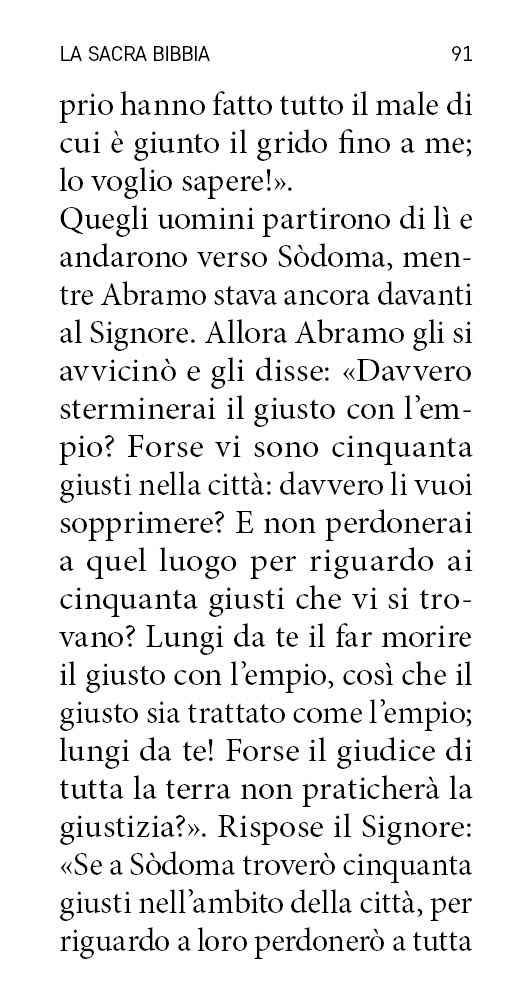 LA SACRA BIBBIA 91
prio hanno fatto tutto il male di
cui è giunto il grido fino a me;
lo voglio sapere!».
Quegli uomini partirono di lì e
andarono verso Sòdoma, men-
tre Abramo stava ancora davanti
al Signore. Allora Abramo gli si
avvicinò e gli disse: «Davvero
sterminerai il giusto con l’em-
pio? Forse vi sono cinquanta
giusti nella città: davvero li vuoi
sopprimere? E non perdonerai
a quel luogo per riguardo ai
cinquanta giusti che vi si tro-
vano? Lungi da te il far morire
il giusto con l’empio, così che il
giusto sia trattato come l’empio;
lungi da te! Forse il giudice di
tutta la terra non praticherà la
giustizia?». Rispose il Signore:
«Se a Sòdoma troverò cinquanta
giusti nell’ambito della città, per
riguardo a loro perdonerò a tutta